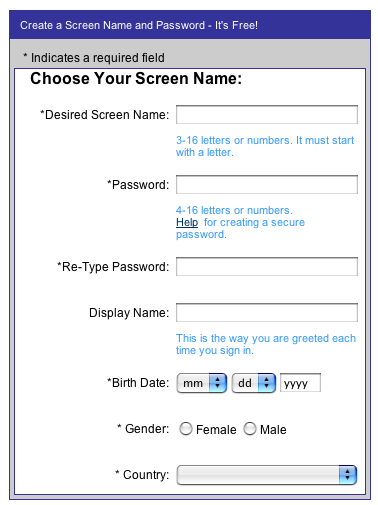 Create a Screen Name and Password - It's Free!
* Indicates a required field
Choose Your Screen Name:
*Desired Screen Name:
3-16 letters or numbers. It must start
with a letter.
*Password:
4-16 letters or numbers.
Help for creating a secure
password.
*Re-Type Password:
Display Name:
This is the way you are greeted each
time you sign in.
*Birth Date: mm dd yyyy
* Gender: Female Male
* Country: